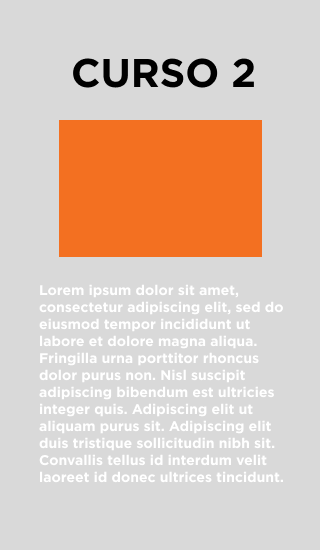 CURSO 2
Lorem ipsum dolor sit amet,
consectetur adipiscing elit, sed do
eiusmod tempor incididunt ut
labore et dolore magna aliqua.
Fringilla urna porttitor rhoncus
dolor purus non. Nisl suscipit
adipiscing bibendum est ultricies
integer quis. Adipiscing elit ut
aliquam purus sit. Adipiscing elit
duis tristique sollicitudin nibh sit.
Convallis tellus id interdum velit
laoreet id donec ultrices tincidunt.